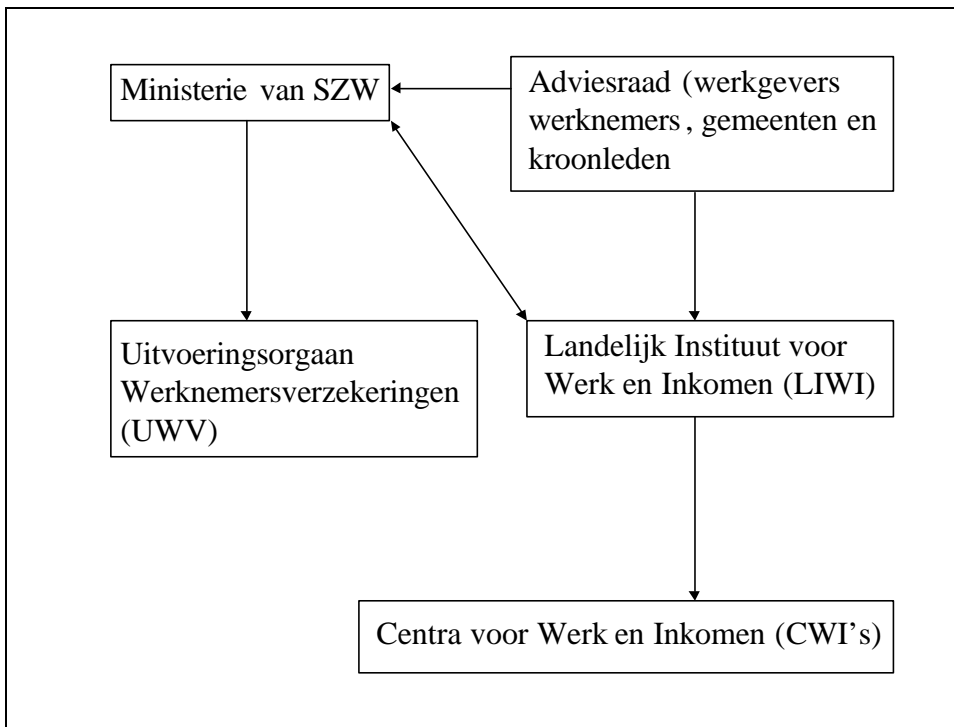 Ministerie van SZW
Adviesraad (werkgevers
werknemers, gemeenten en
kroonleden
Uitvoeringsorgaan
Werknemersverzekeringen
(UWV)
Landelijk Instituut voor
Werk en Inkomen (LIWI)
Centra voor Werk en Inkomen (CWI's)